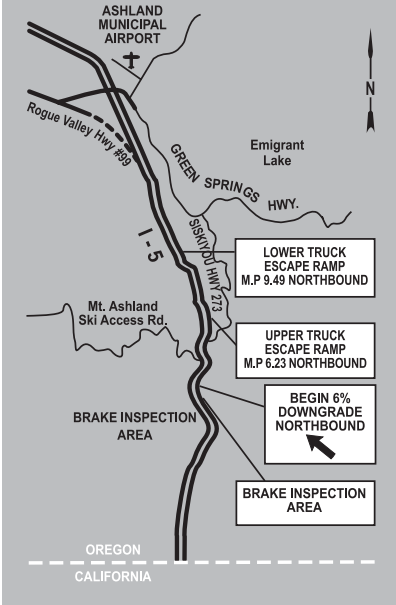 ASHLAND
MUNICIPAL
AIRPORT
N
Rogue Valley Hwy #99
GREEN SPRINGS HWY.
Emigrant
Lake
I-5
SISKIYOU HWY 273
LOWER TRUCK
ESCAPE RAMP
M.P 9.49 NORTHBOUND
Mt. Ashland
Ski Access Rd.
UPPER TRUCK
ESCAPE RAMP
M.P 6.23 NORTHBOUND
BEGIN 6%
DOWNGRADE
NORTHBOUND
BRAKE INSPECTION
AREA
BRAKE INSPECTION
AREA
OREGON
CALIFORNIA